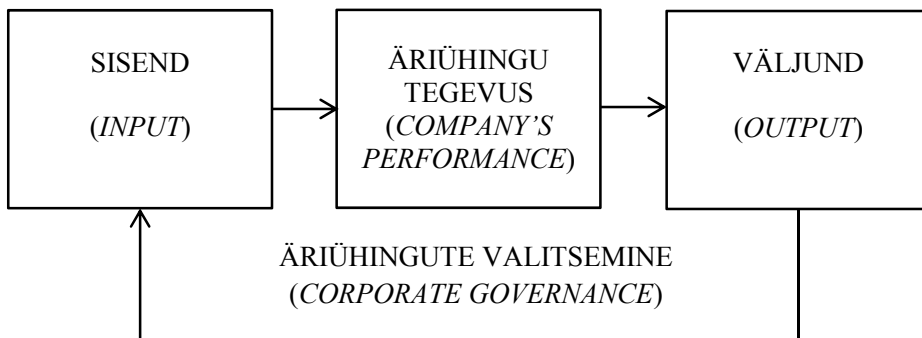 SISEND
(INPUT)
ÄRIÜHINGU
TEGEVUS
(COMPANY’S
PERFORMANCE)
VÄLJUND
(OUTPUT)
ÄRIÜHINGUTE VALITSEMINE
(CORPORATE GOVERNANCE)